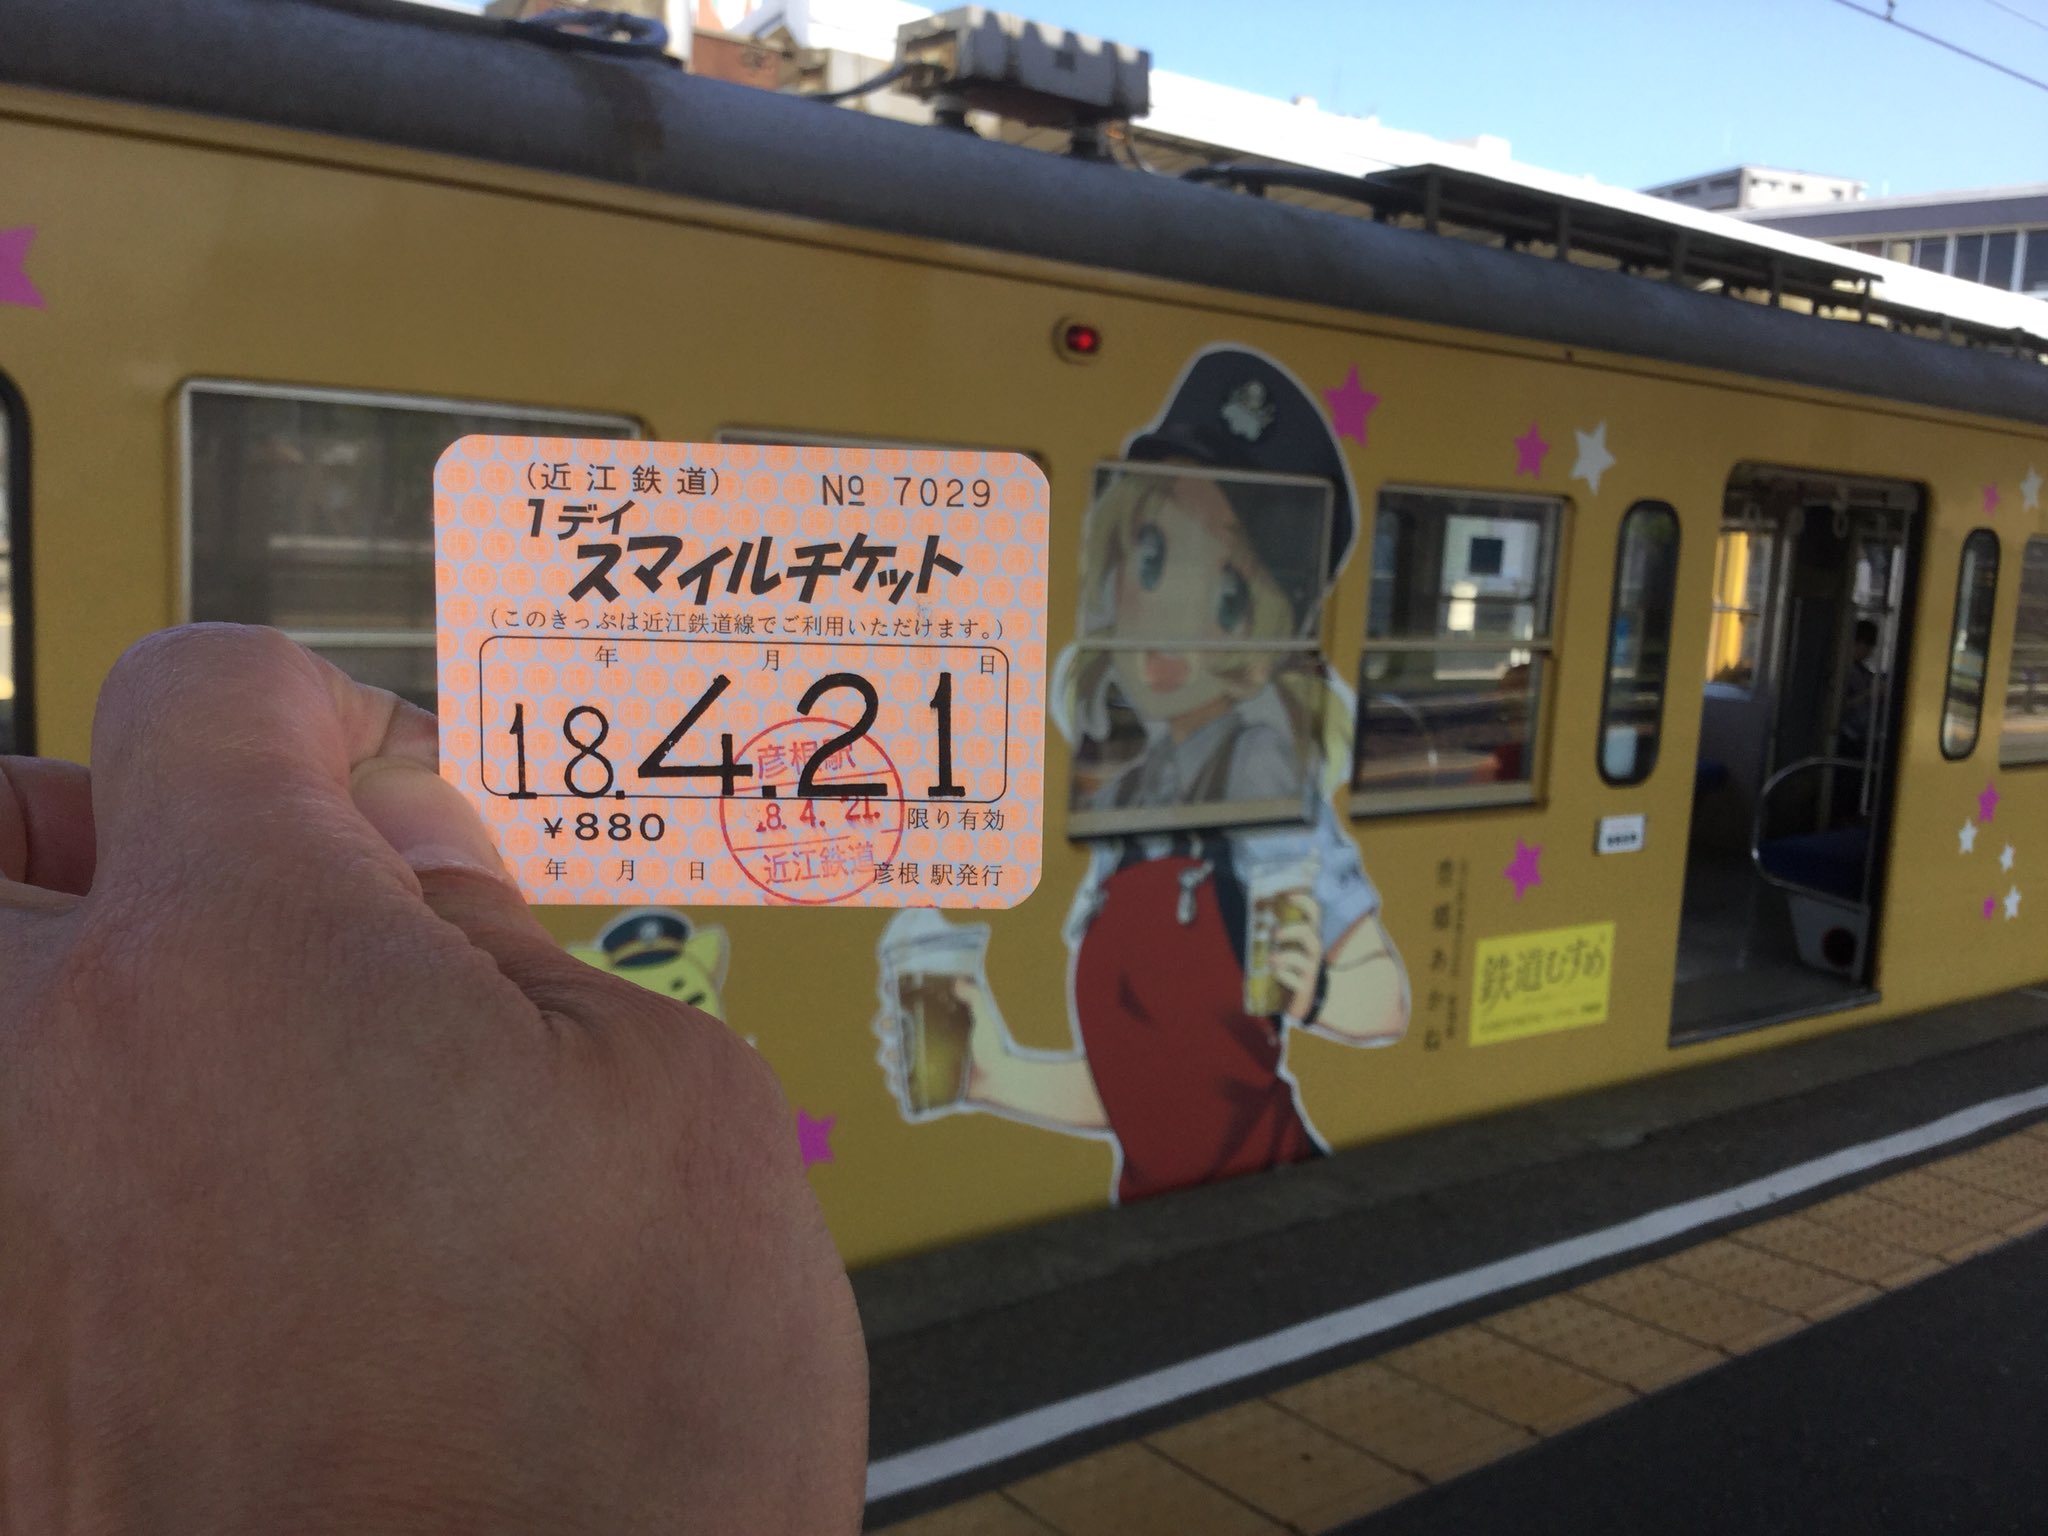 (近江鉄道)
№ 7029
1デイ
スマイルチケット
(このきっぷは近江鉄道線でご利用いただけます。)
年 月 日
18.4.21
¥880
限り有効
年 月 日
彦根 駅発行
彦根駅
18.4.21.
近江鉄道
鉄道むすめ